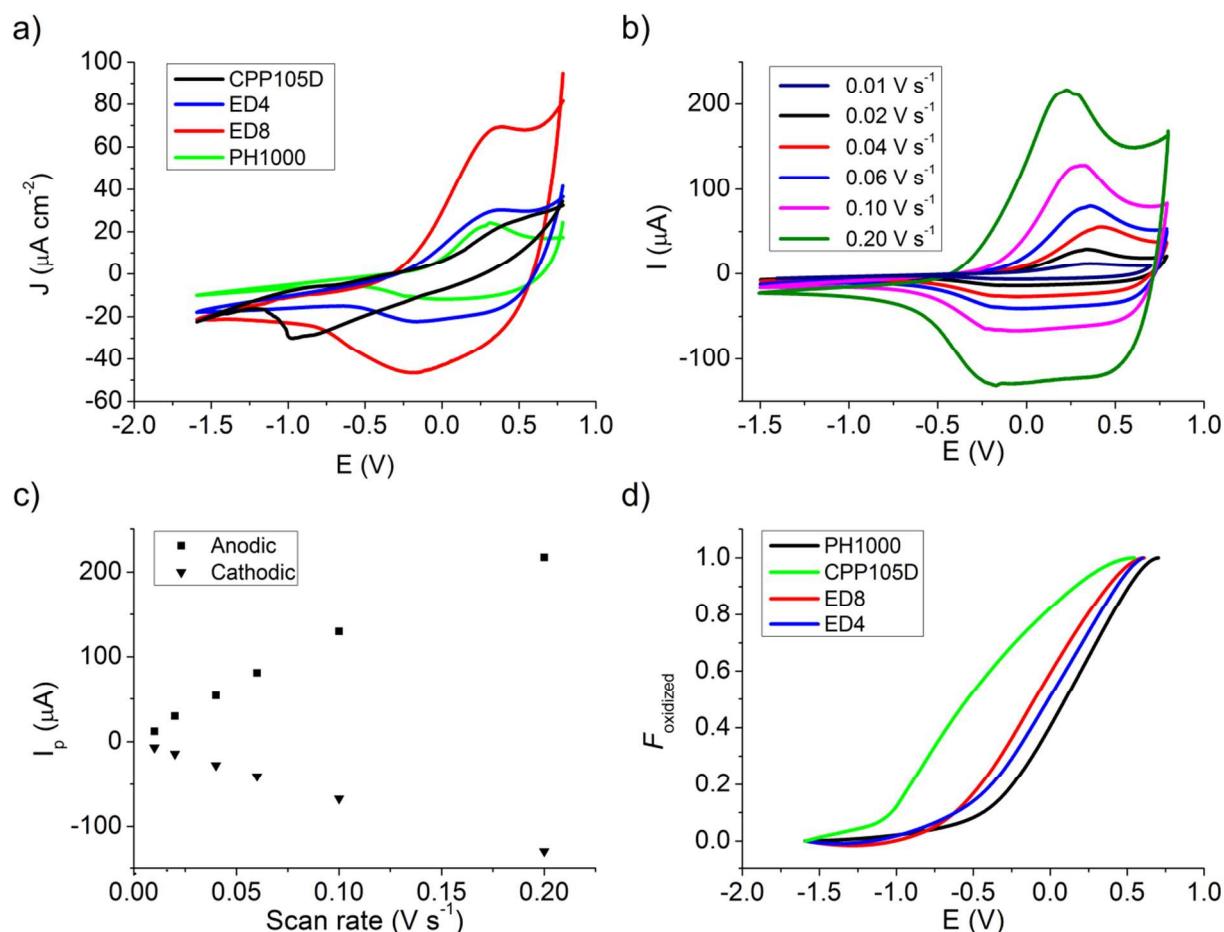 a)
100
80
60
40
20
0
-20
-40
-60
J (µA cm⁻²)
CPP105D
ED4
ED8
PH1000
-2.0 -1.5 -1.0 -0.5 0.0 0.5 1.0
E (V)
b)
200
100
0
-100
I (µA)
0.01 V s⁻¹
0.02 V s⁻¹
0.04 V s⁻¹
0.06 V s⁻¹
0.10 V s⁻¹
0.20 V s⁻¹
-1.5 -1.0 -0.5 0.0 0.5 1.0
E (V)
c)
200
100
0
-100
Iₚ (µA)
Anodic
Cathodic
0.00 0.05 0.10 0.15 0.20
Scan rate (V s⁻¹)
d)
1.0
0.8
0.6
0.4
0.2
0.0
F oxidized
PH1000
CPP105D
ED8
ED4
-2.0 -1.5 -1.0 -0.5 0.0 0.5 1.0
E (V)